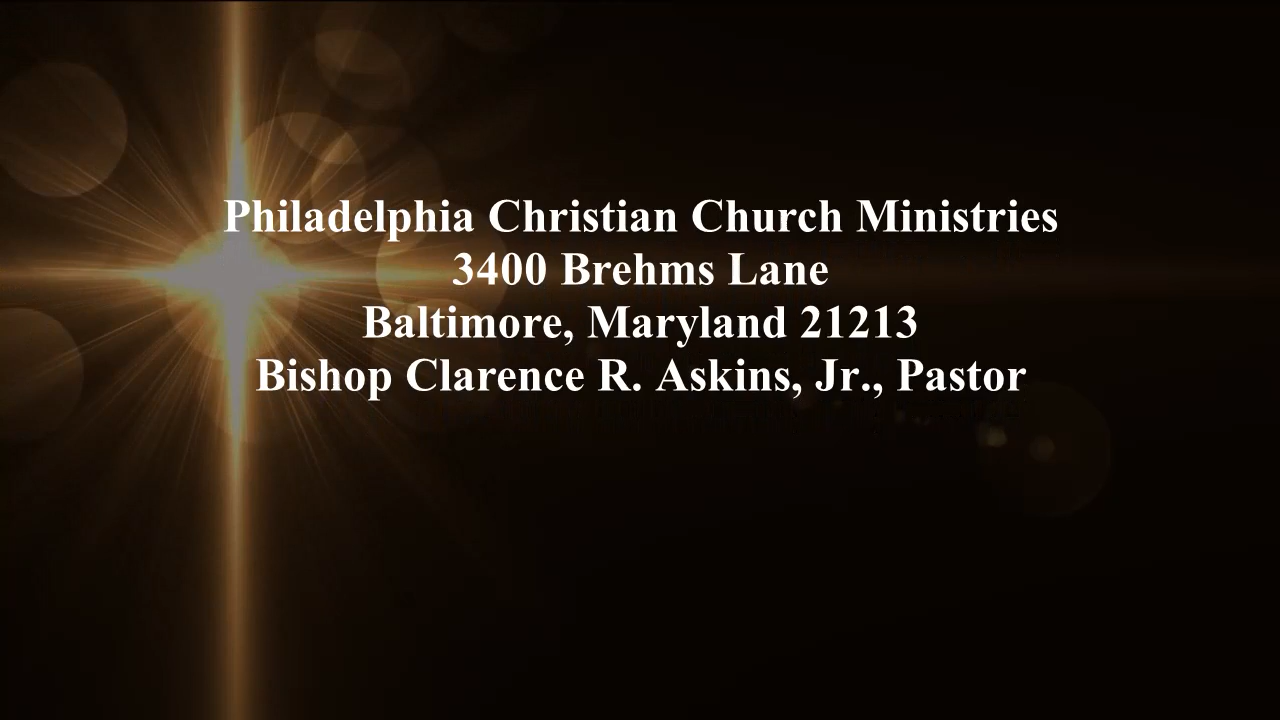 Philadelphia Christian Church Ministries
3400 Brehms Lane
Baltimore, Maryland 21213
Bishop Clarence R. Askins, Jr., Pastor